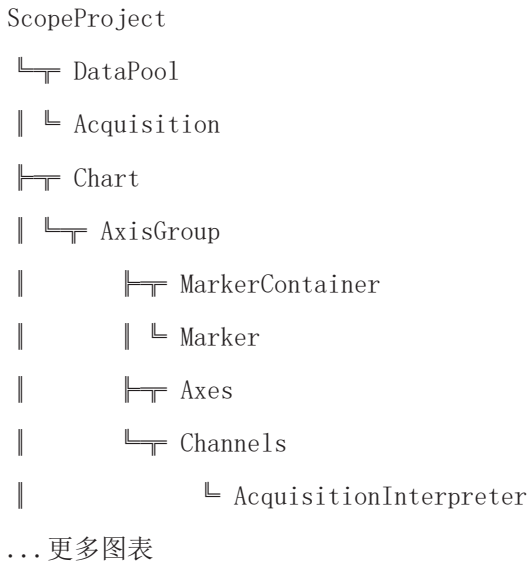 ScopeProject
╚═╦═ DataPool
║ ╚═ Acquisition
╠═╦═ Chart
║ ╚═╦═ AxisGroup
║       ╠═╦═ MarkerContainer
║       ║ ╚═ Marker
║       ╠═╦═ Axes
║       ╚═╦═ Channels
║             ╚═ AcquisitionInterpreter
...更多图表